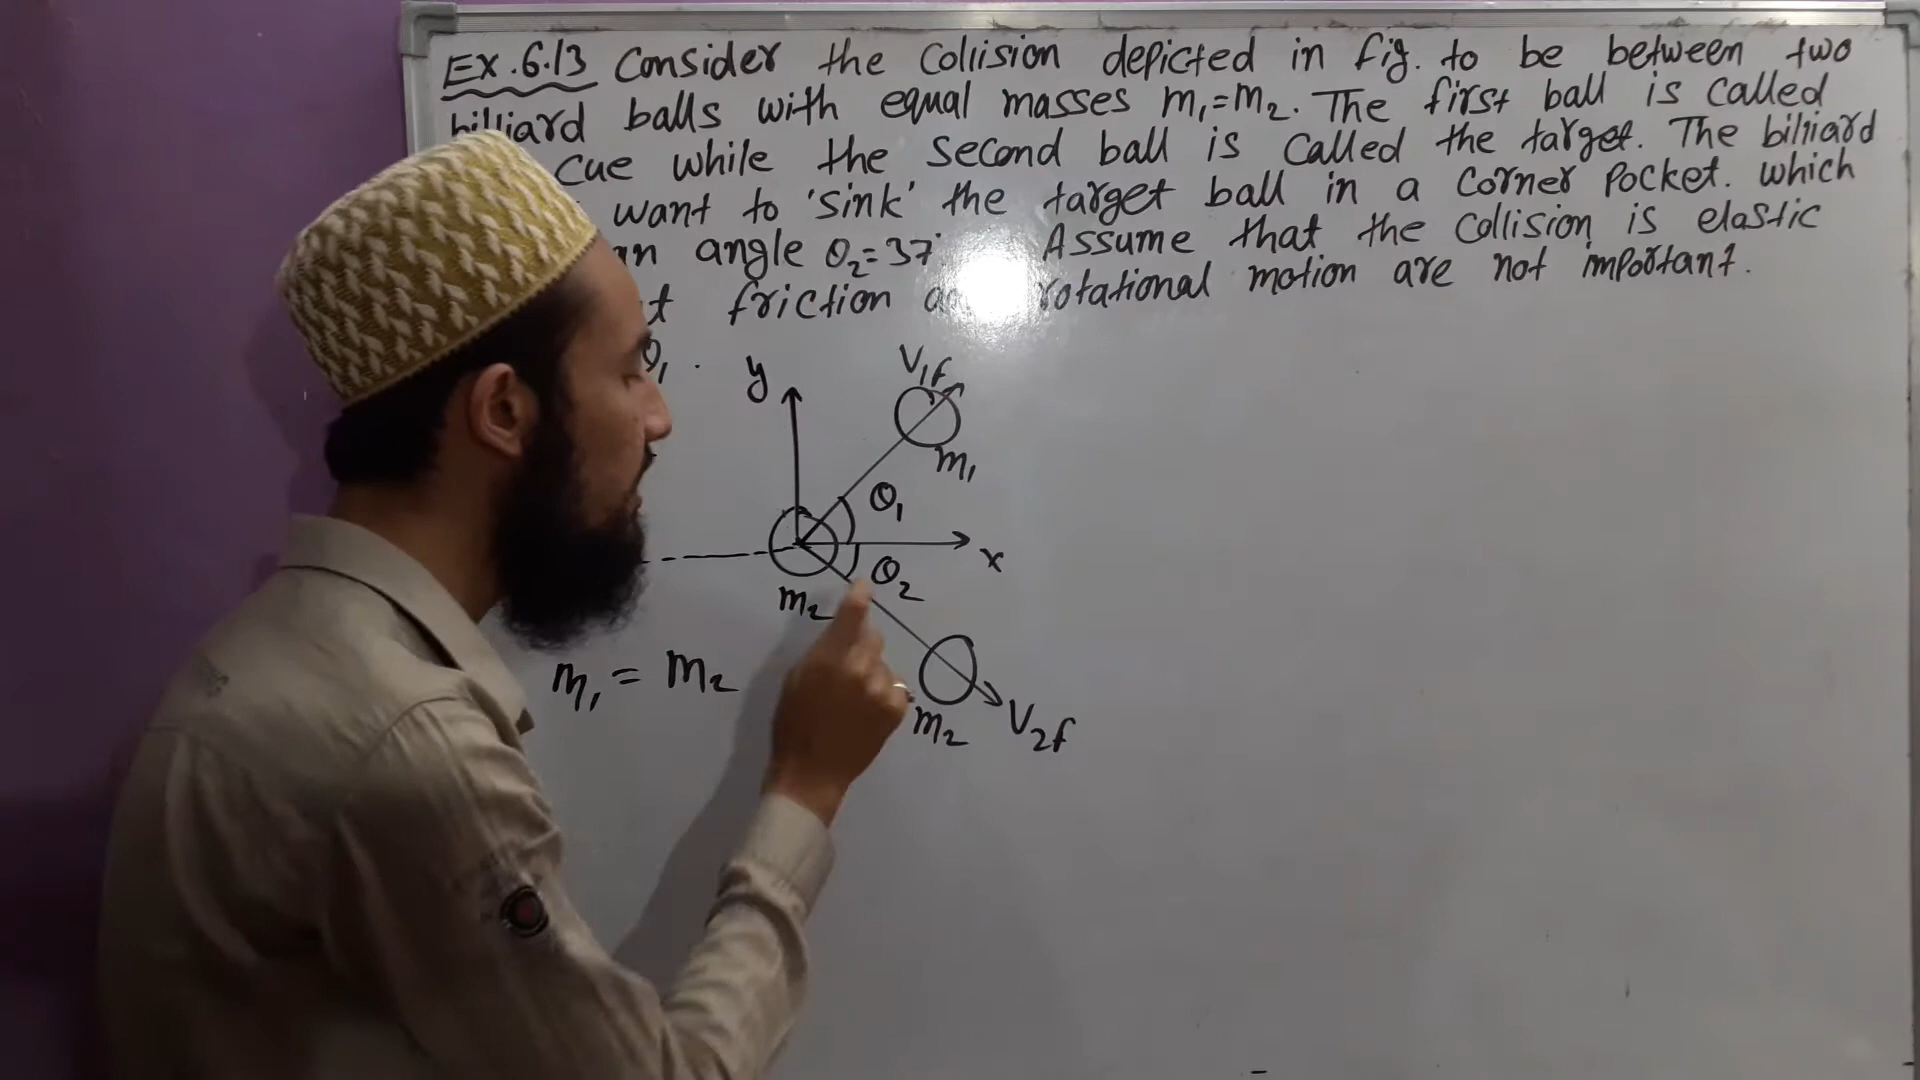 Ex.6.13 Consider the Collision depicted in fig. to be between two
billiard balls with equal masses m₁=m₂. The first ball is called
cue while the second ball is called the target. The billiard
want to 'sink' the target ball in a corner pocket. which
an angle θ₂=37° Assume that the collision is elastic
t friction rotational motion are not important.
θ₁.
y
V1f
m₁
θ₁
x
θ₂
m₂
m₁ = m₂
m₂
V2f